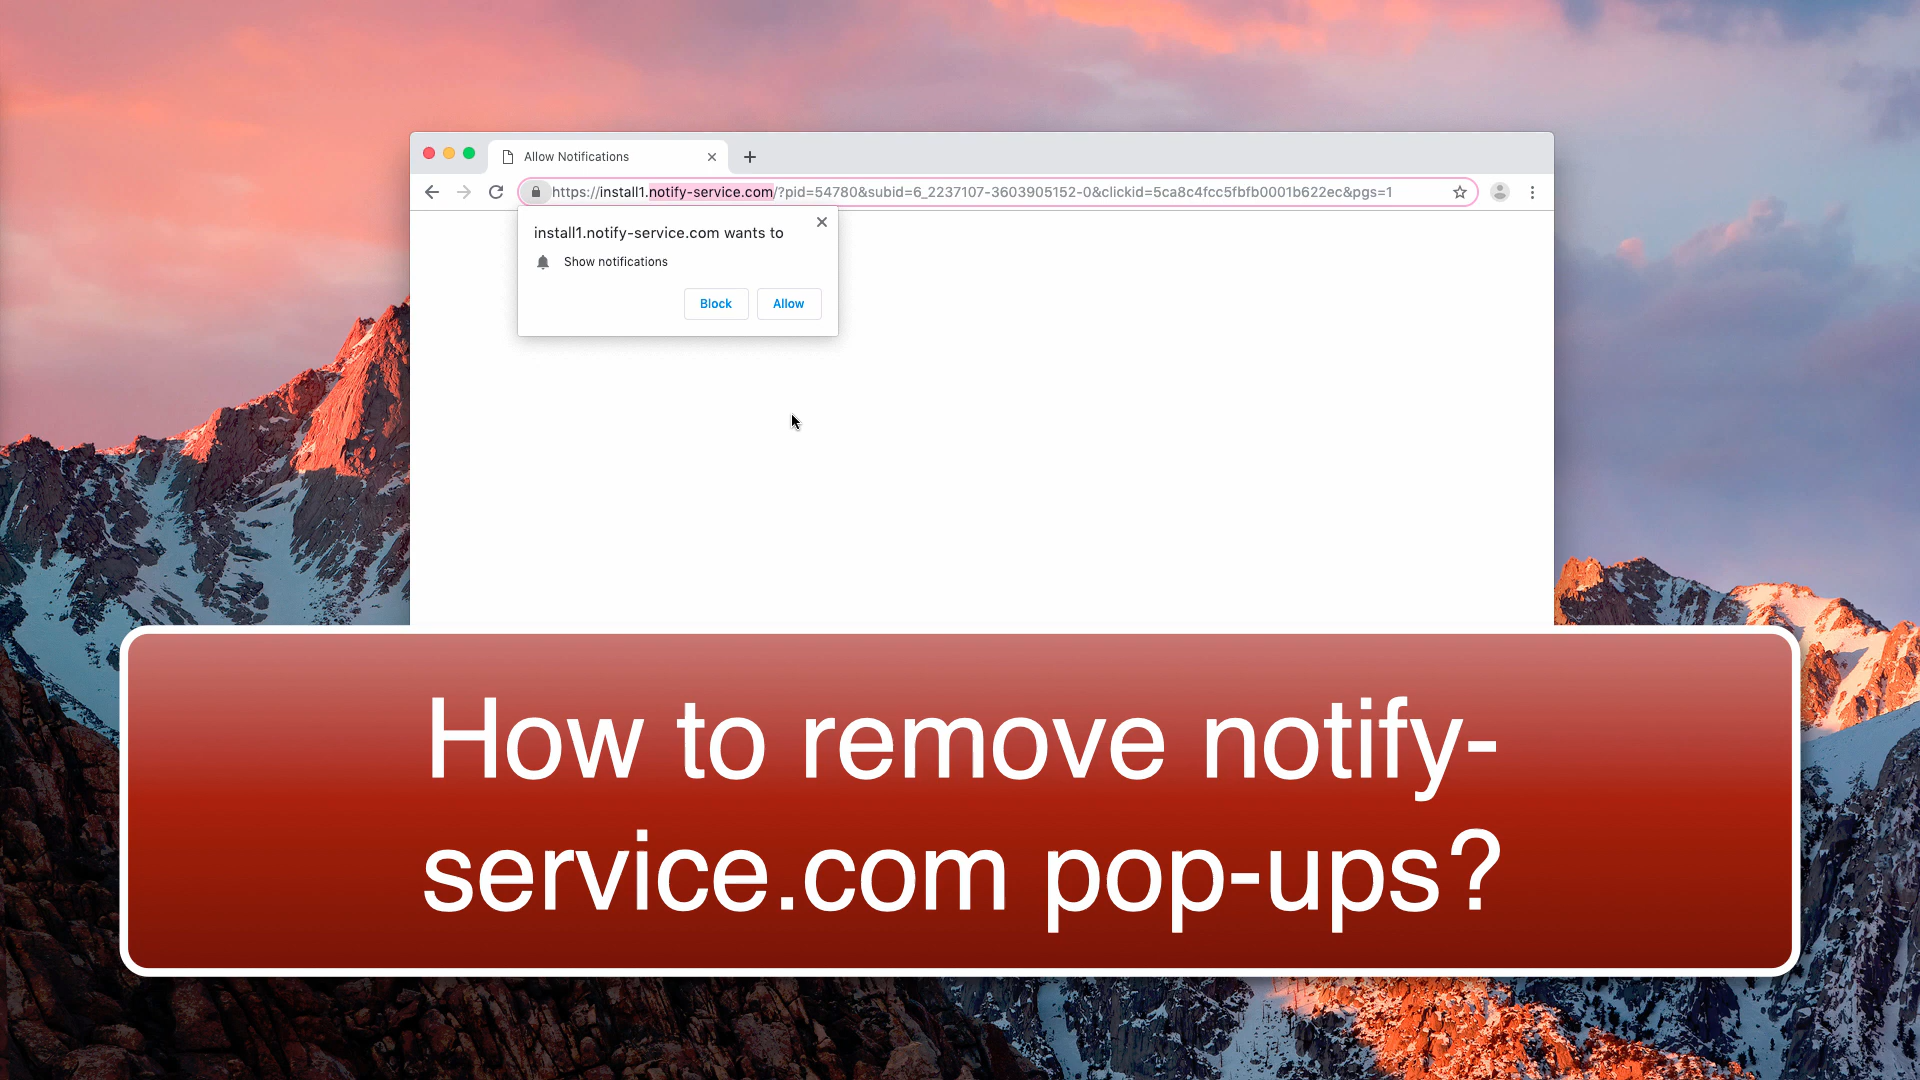 Allow Notifications
https://install1.notify-service.com/?pid=54780&subid=6_2237107-3603905152-0&clickid=5ca8c4fcc5fbfb0001b622ec&pgs=1
install1.notify-service.com wants to
Show notifications
Block Allow
How to remove notify-
service.com pop-ups?